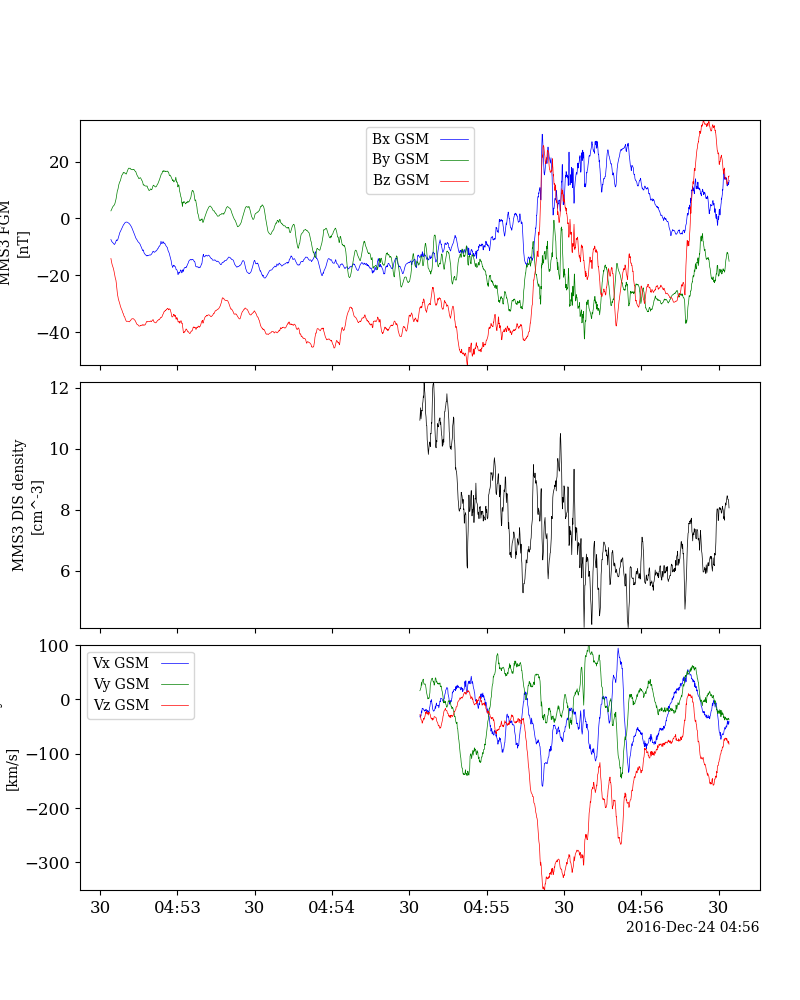 Bx GSM
By GSM
Bz GSM
20
0
−20
−40
MMS3 FGM
[nT]
12
10
8
6
MMS3 DIS density
[cm^-3]
Vx GSM
Vy GSM
Vz GSM
100
0
−100
−200
−300
[km/s]
30 04:53 30 04:54 30 04:55 30 04:56 30
2016-Dec-24 04:56